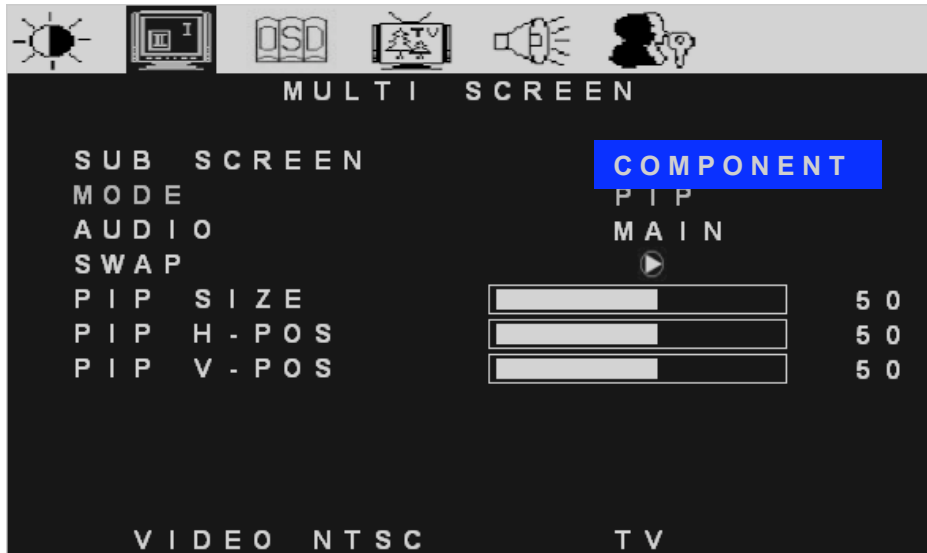 OSD
TV
MULTI SCREEN
SUB SCREEN COMPONENT
MODE PIP
AUDIO MAIN
SWAP
PIP SIZE 50
PIP H-POS 50
PIP V-POS 50
VIDEO NTSC TV